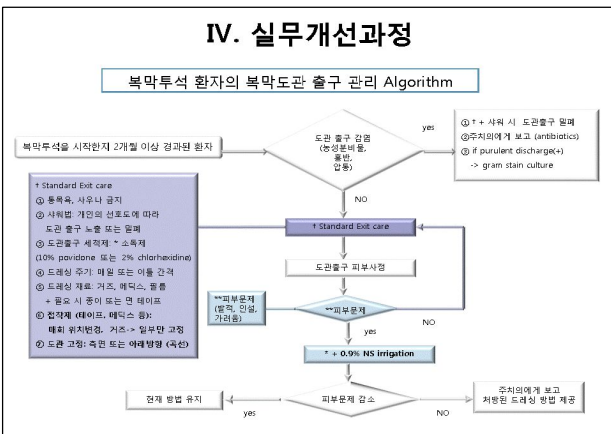 Ⅳ. 실무개선과정
복막투석 환자의 복막도관 출구 관리 Algorithm
복막투석을 시작한지 2개월 이상 경과된 환자
도관 출구 감염
(농성분비물,
홍반,
압통)
yes
① † + 샤워 시 도관출구 밀폐
②주치의에게 보고 (antibiotics)
③ if purulent discharge(+)
-> gram stain culture
NO
† Standard Exit care
① 통목욕, 사우나 금지
② 샤워법: 개인의 선호도에 따라
도관 출구 노출 또는 밀폐
③ 도관출구 세척제: * 소독제
(10% povidone 또는 2% chlorhexidine)
④ 드레싱 주기: 매일 또는 이틀 간격
⑤ 드레싱 재료: 거즈, 메딕스, 필름
+ 필요 시 종이 또는 면 테이프
⑥ 접착제 (테이프, 메딕스 등):
매회 위치변경, 거즈-> 일부만 고정
⑦ 도관 고정: 측면 또는 아래방향 (곡선)
† Standard Exit care
도관출구 피부사정
**피부문제
(발적, 인설,
가려움)
**피부문제
NO
yes
* + 0.9% NS irrigation
피부문제 감소
현재 방법 유지
yes
NO
주치의에게 보고
처방된 드레싱 방법 제공